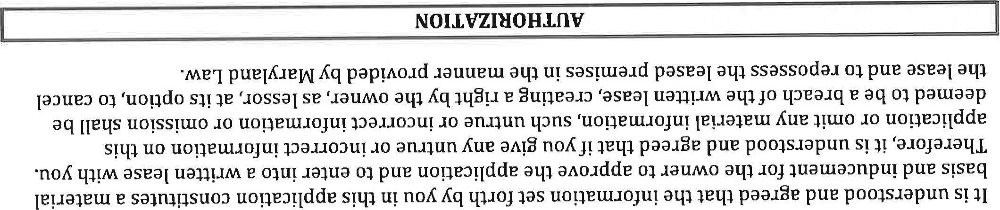 It is understood and agreed that the information set forth by you in this application constitutes a material
basis and inducement for the owner to approve the application and to enter into a written lease with you.
Therefore, it is understood and agreed that if you give any untrue or incorrect information on this
application or omit any material information, such untrue or incorrect information or omission shall be
deemed to be a breach of the written lease, creating a right by the owner, as lessor, at its option, to cancel
the lease and to repossess the leased premises in the manner provided by Maryland Law.
AUTHORIZATION